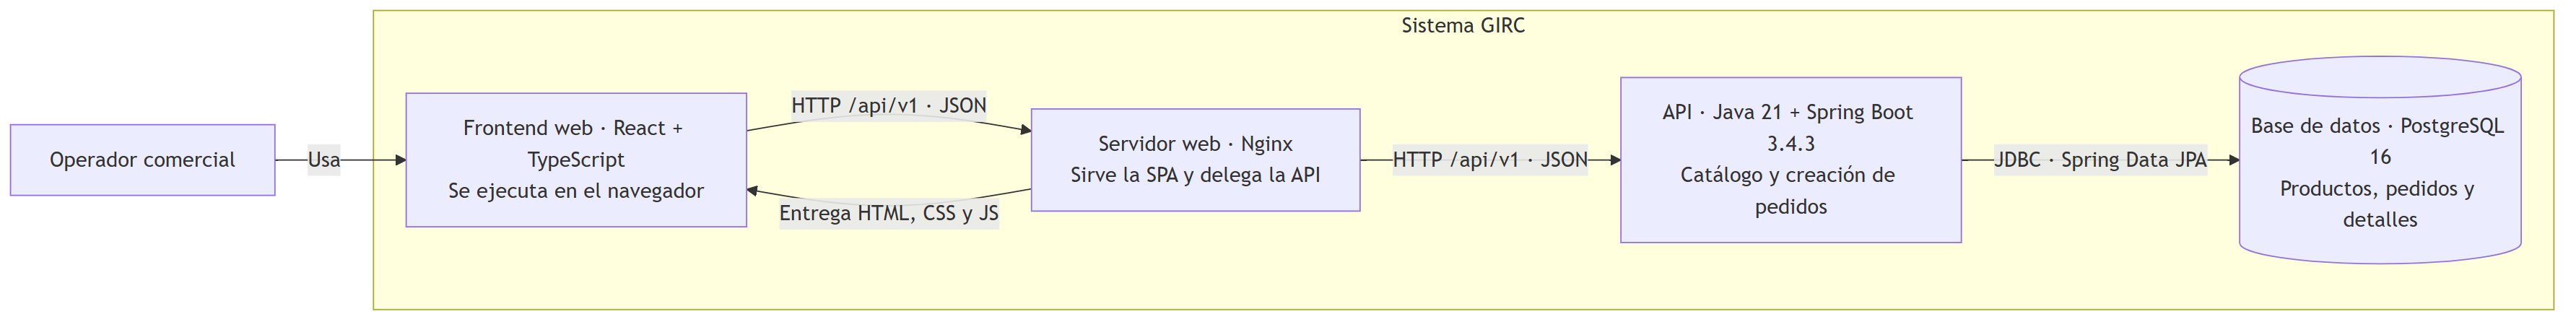 Sistema GIRC
Operador comercial
Usa
Frontend web · React +
TypeScript
Se ejecuta en el navegador
HTTP /api/v1 · JSON
Entrega HTML, CSS y JS
Servidor web · Nginx
Sirve la SPA y delega la API
HTTP /api/v1 · JSON
API · Java 21 + Spring Boot
3.4.3
Catálogo y creación de
pedidos
JDBC · Spring Data JPA
Base de datos · PostgreSQL
16
Productos, pedidos y
detalles